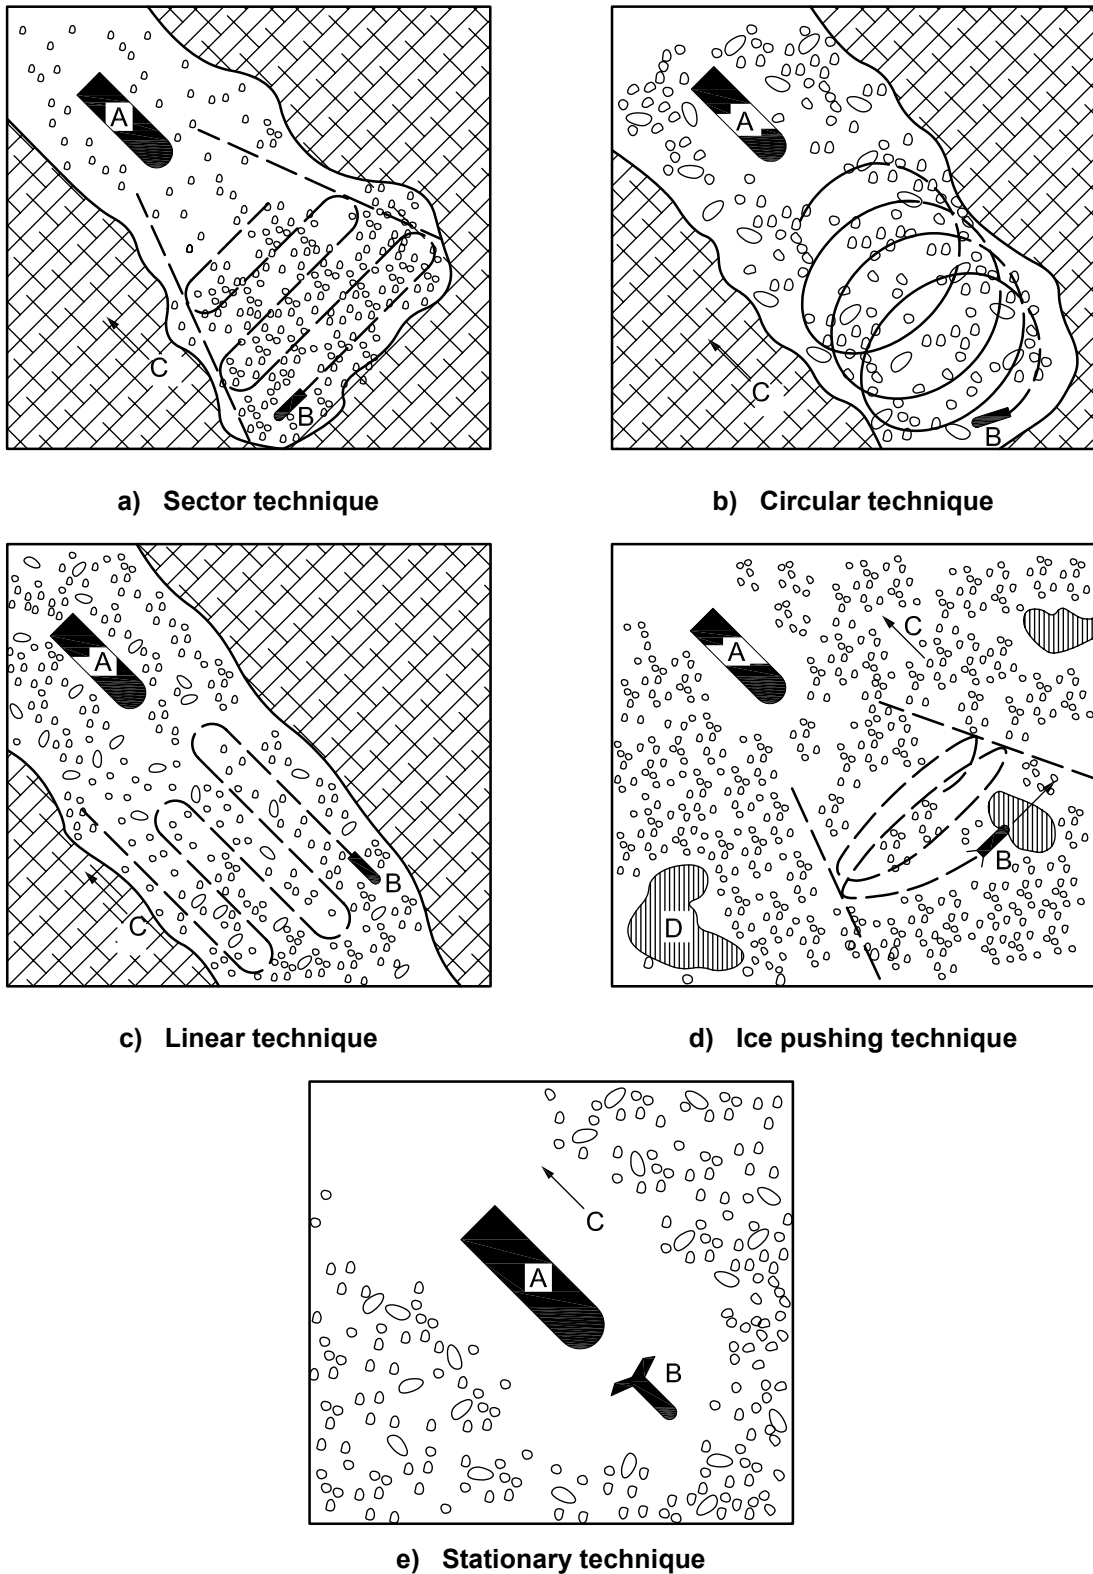 A
C
B
a) Sector technique
A
C
B
b) Circular technique
A
B
C
c) Linear technique
C
A
B
D
d) Ice pushing technique
C
A
B
e) Stationary technique